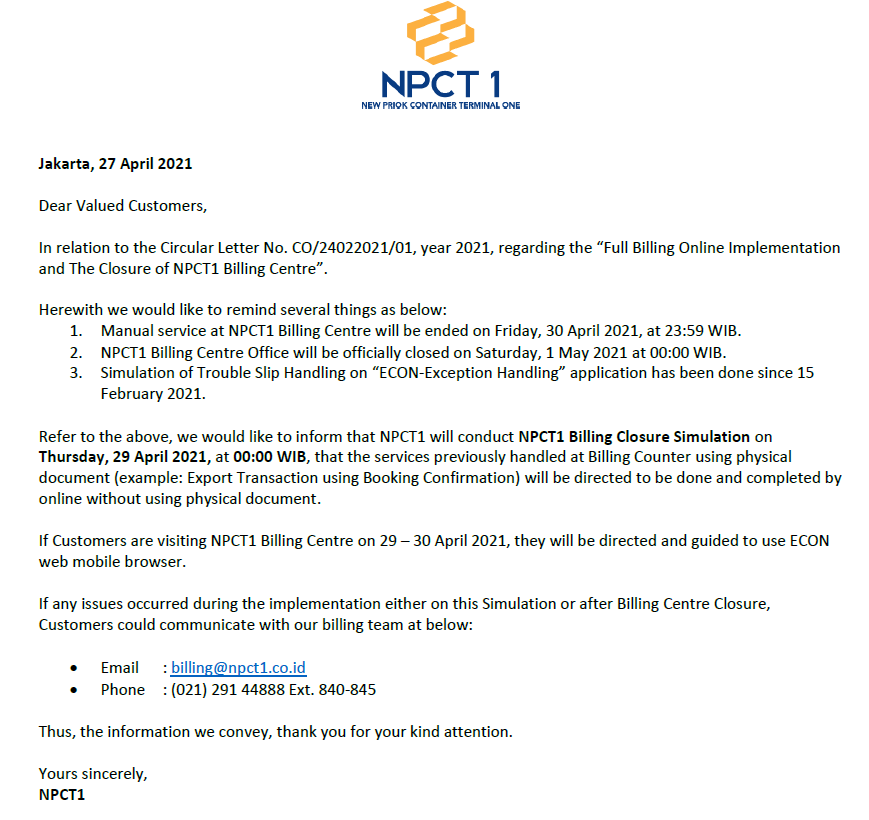 NPCT 1
NEW PRIOK CONTAINER TERMINAL ONE
Jakarta, 27 April 2021
Dear Valued Customers,
In relation to the Circular Letter No. CO/24022021/01, year 2021, regarding the “Full Billing Online Implementation
and The Closure of NPCT1 Billing Centre”.
Herewith we would like to remind several things as below:
1. Manual service at NPCT1 Billing Centre will be ended on Friday, 30 April 2021, at 23:59 WIB.
2. NPCT1 Billing Centre Office will be officially closed on Saturday, 1 May 2021 at 00:00 WIB.
3. Simulation of Trouble Slip Handling on “ECON-Exception Handling” application has been done since 15
February 2021.
Refer to the above, we would like to inform that NPCT1 will conduct NPCT1 Billing Closure Simulation on
Thursday, 29 April 2021, at 00:00 WIB, that the services previously handled at Billing Counter using physical
document (example: Export Transaction using Booking Confirmation) will be directed to be done and completed by
online without using physical document.
If Customers are visiting NPCT1 Billing Centre on 29 – 30 April 2021, they will be directed and guided to use ECON
web mobile browser.
If any issues occurred during the implementation either on this Simulation or after Billing Centre Closure,
Customers could communicate with our billing team at below:
• Email : billing@npct1.co.id
• Phone : (021) 291 44888 Ext. 840-845
Thus, the information we convey, thank you for your kind attention.
Yours sincerely,
NPCT1